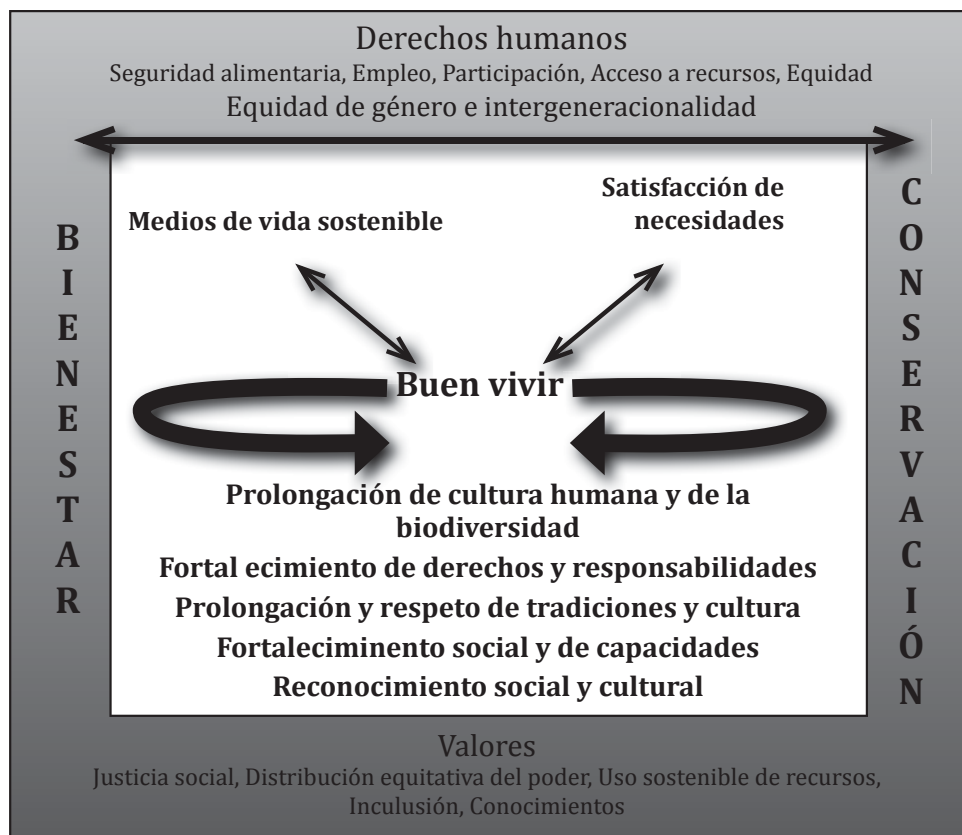 Derechos humanos
Seguridad alimentaria, Empleo, Participación, Acceso a recursos, Equidad
Equidad de género e intergeneracionalidad
BIENESTAR
Medios de vida sostenible
Satisfacción de
necesidades
Buen vivir
Prolongación de cultura humana y de la
biodiversidad
Fortal ecimiento de derechos y responsabilidades
Prolongación y respeto de tradiciones y cultura
Fortaleciminento social y de capacidades
Reconocimiento social y cultural
CONSERVACIÓN
Valores
Justicia social, Distribución equitativa del poder, Uso sostenible de recursos,
Inculusión, Conocimientos